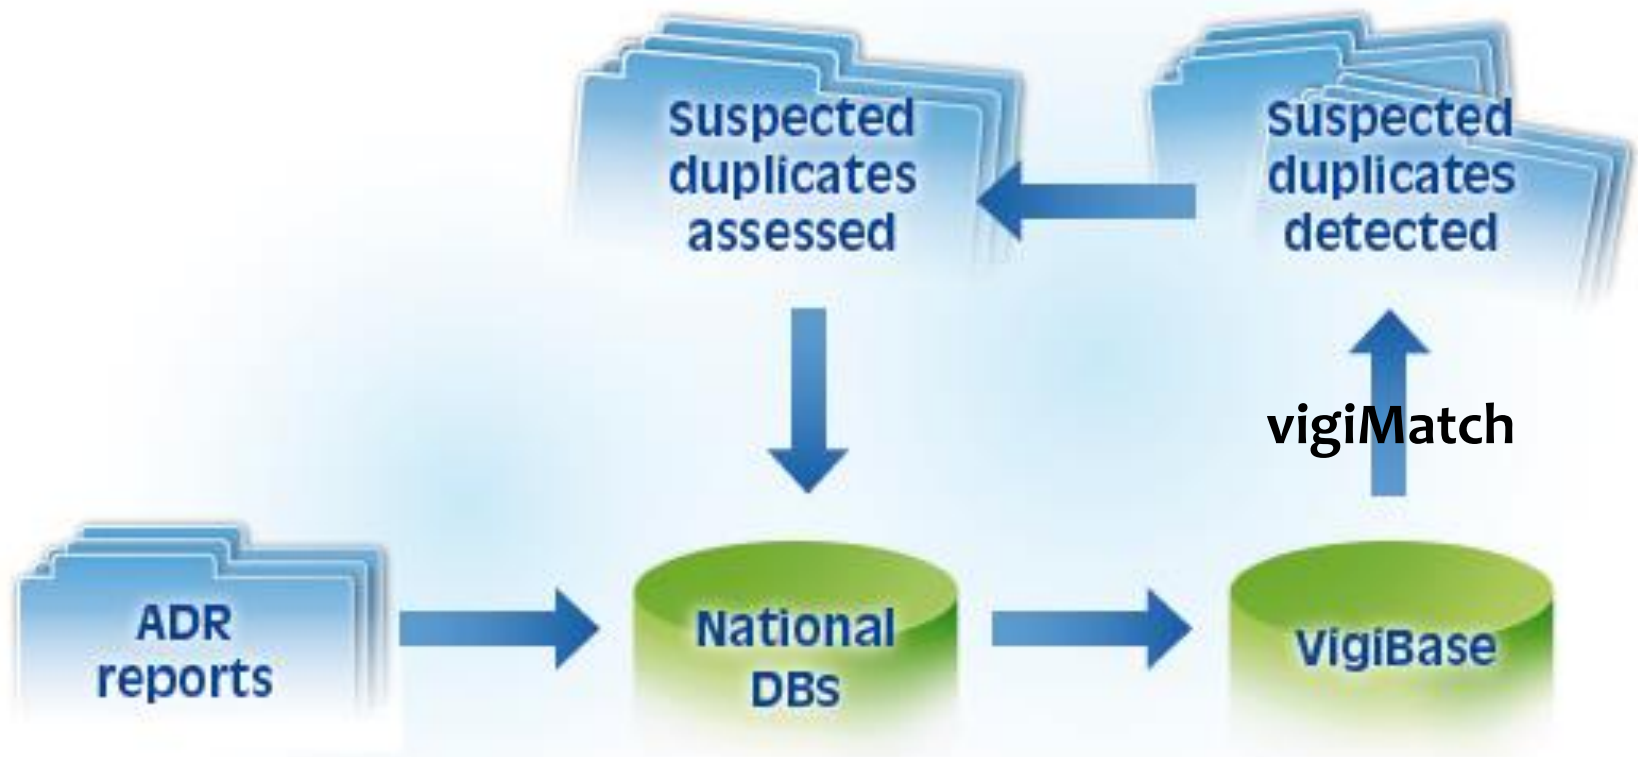 Suspected
duplicates
assessed
Suspected
duplicates
detected
vigiMatch
ADR
reports
National
DBs
VigiBase